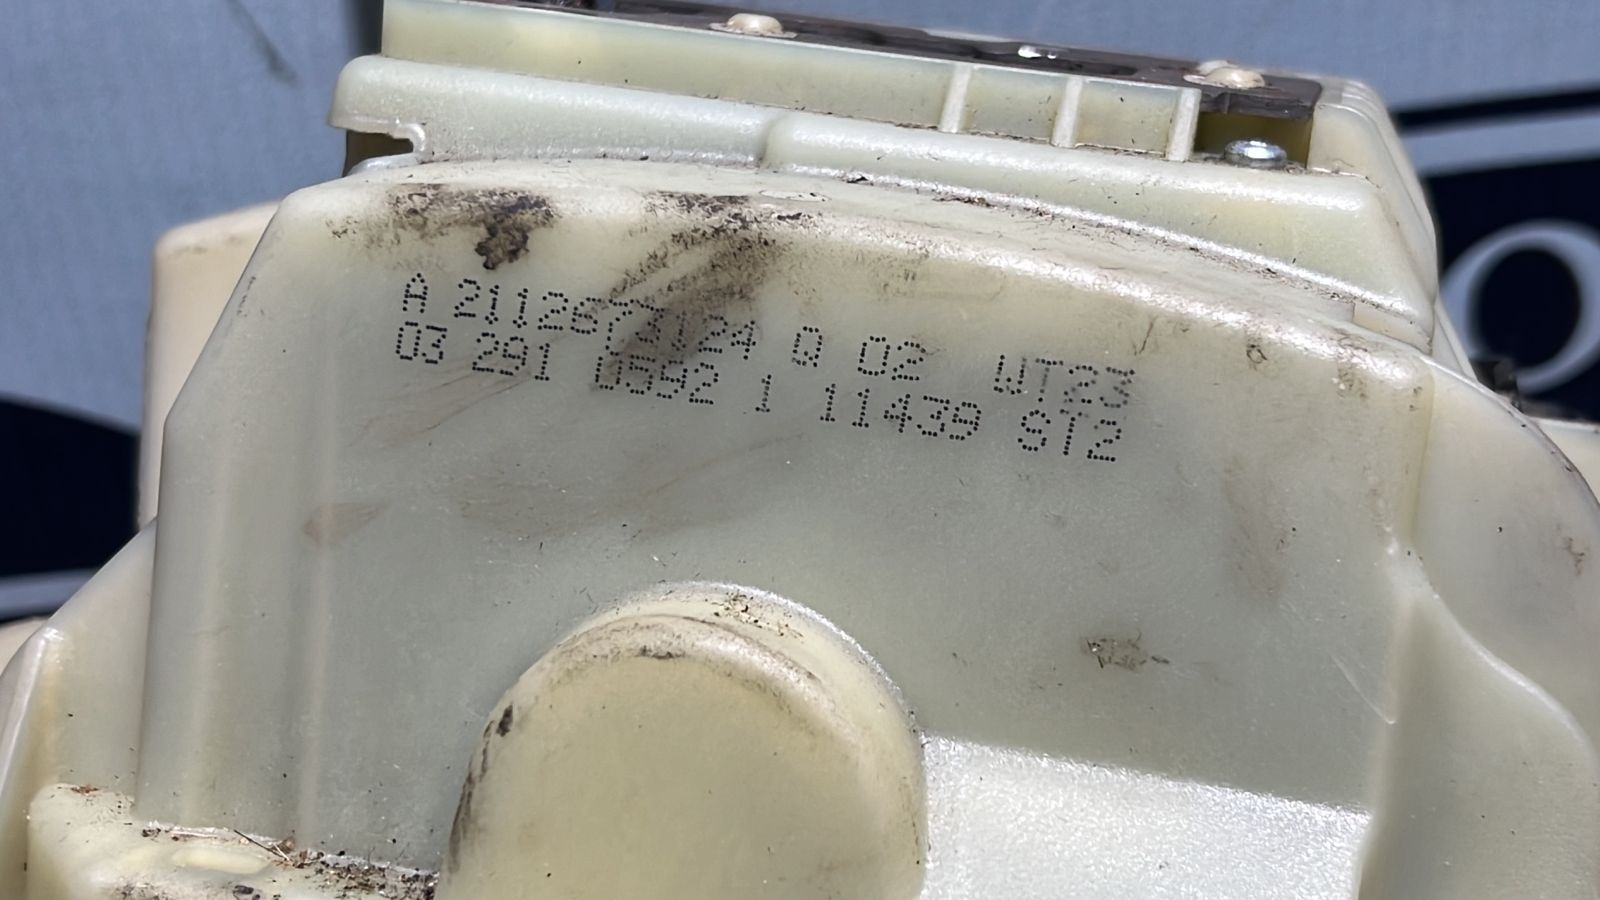 A 2112673124 Q 02 WT23
03 291 0592 1 11439 ST2